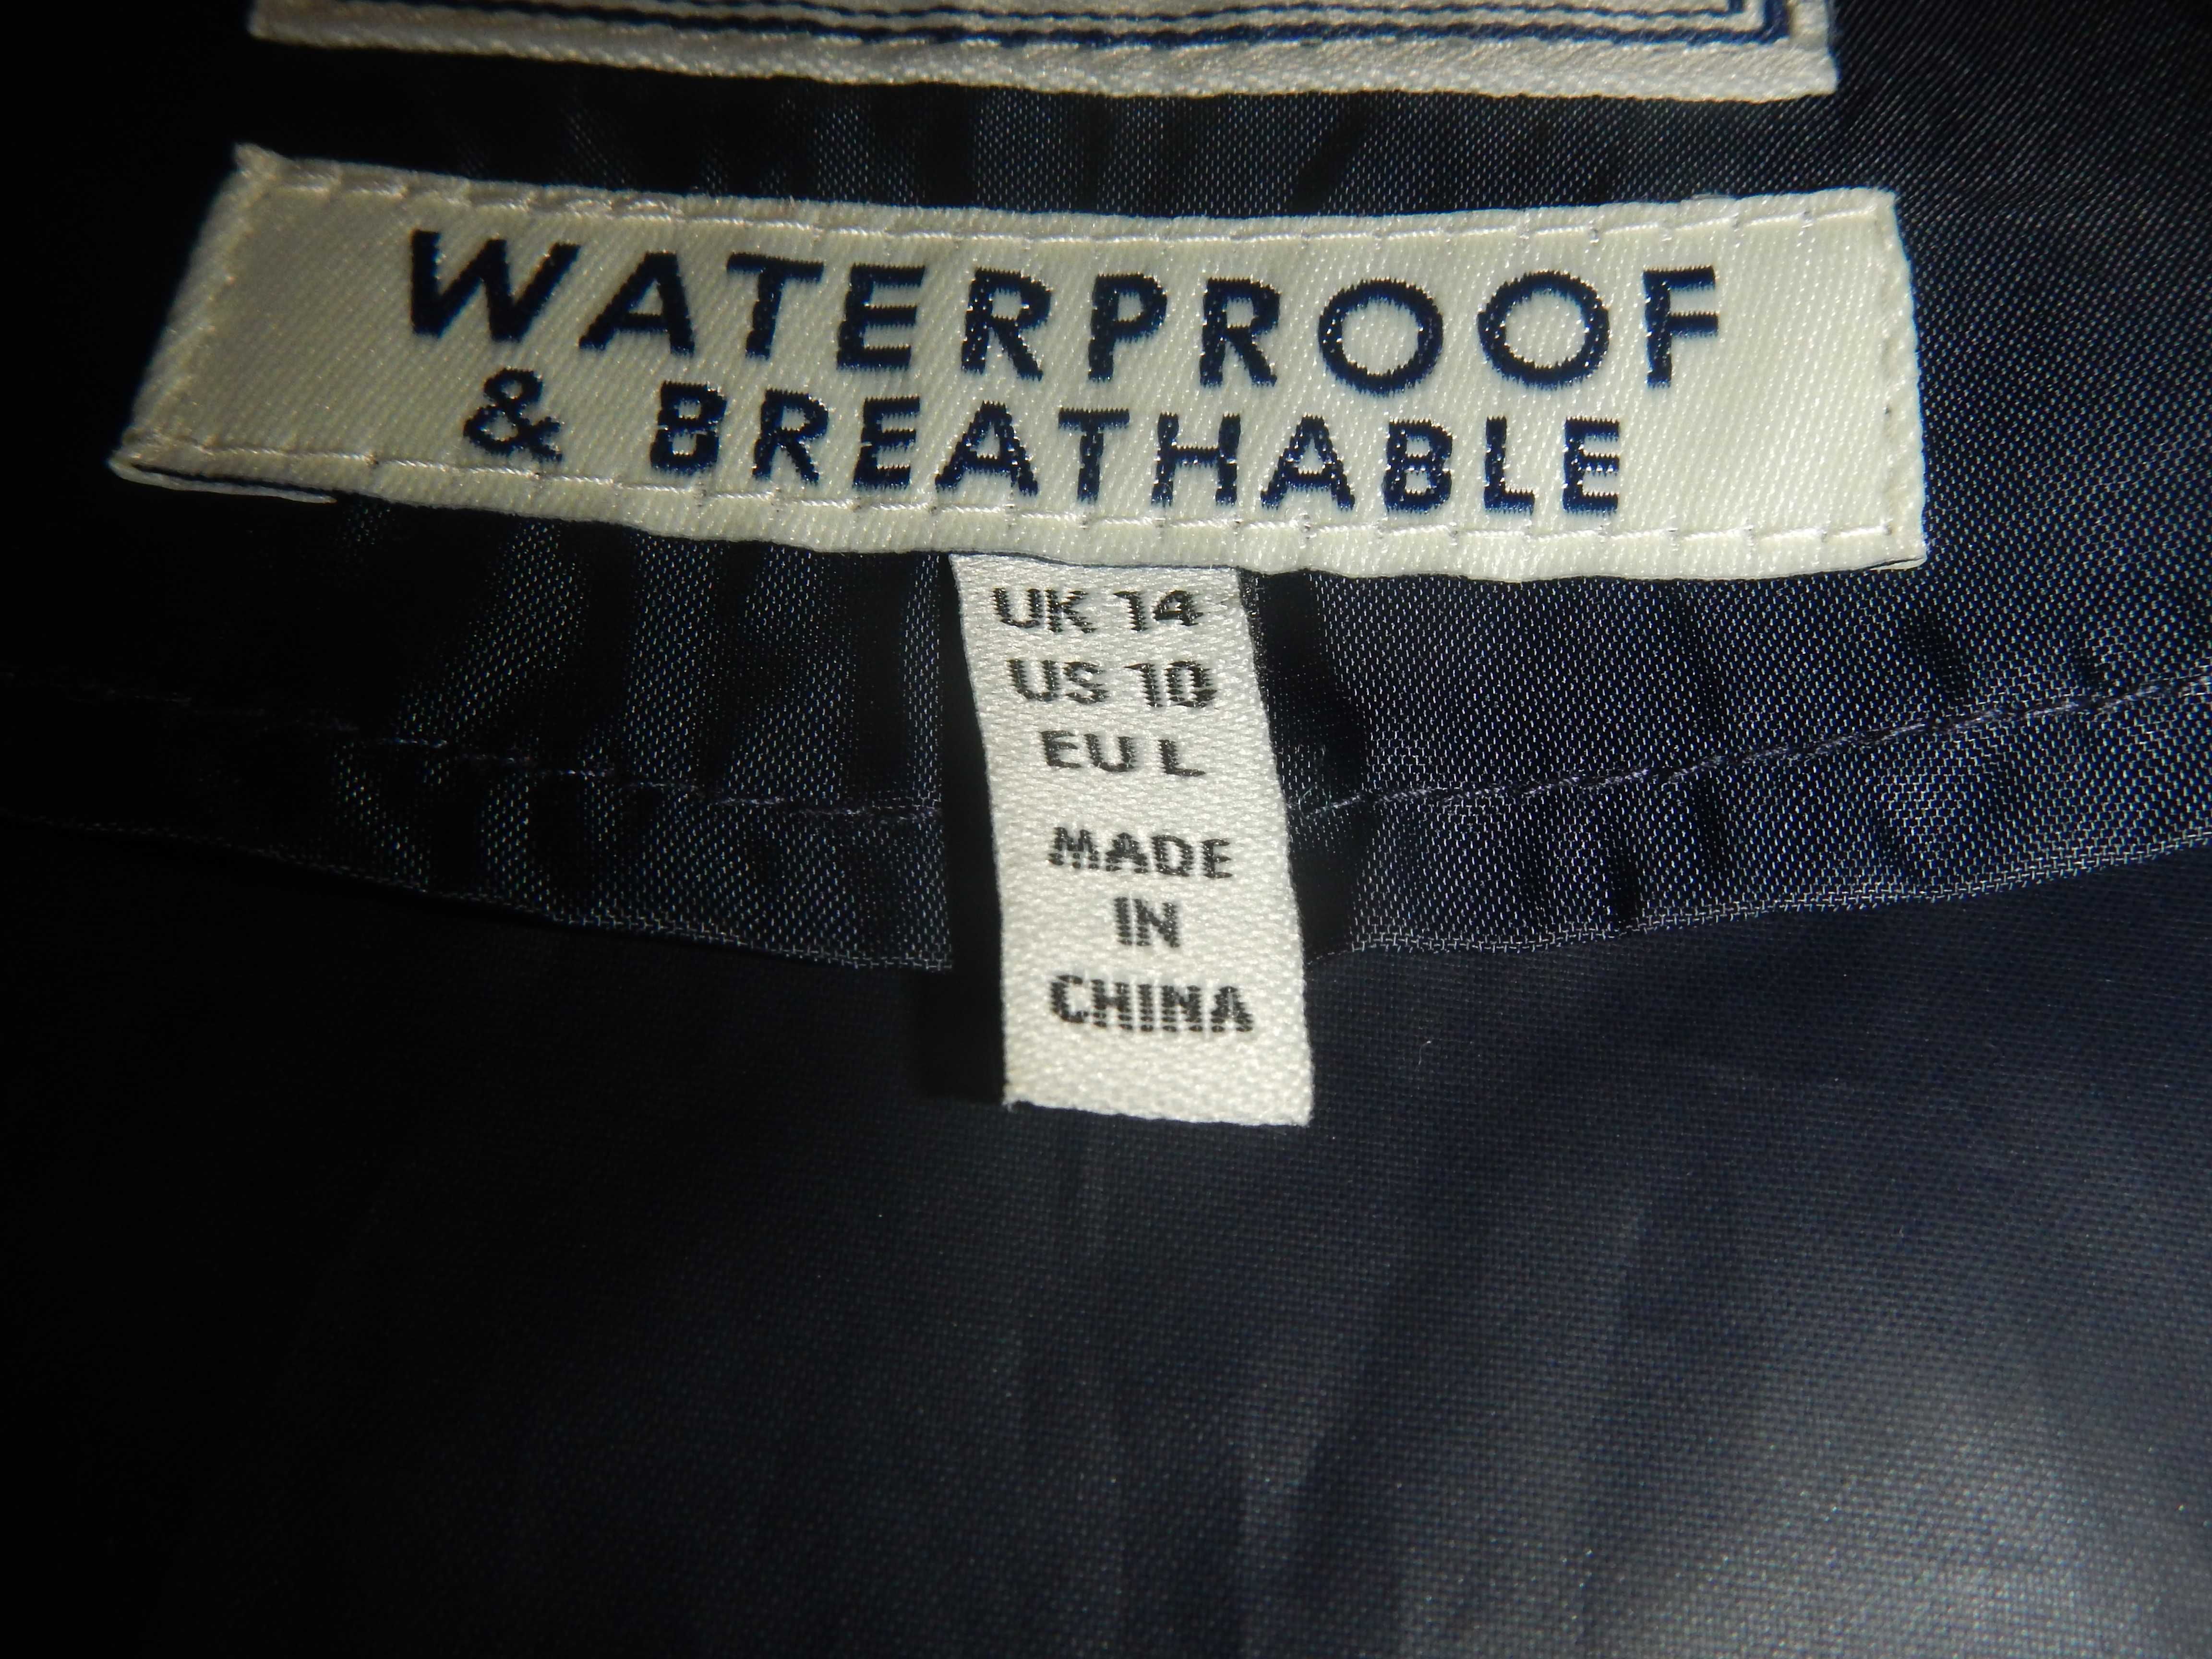 WATERPROOF
& BREATHABLE
UK 14
US 10
EU L
MADE
IN
CHINA